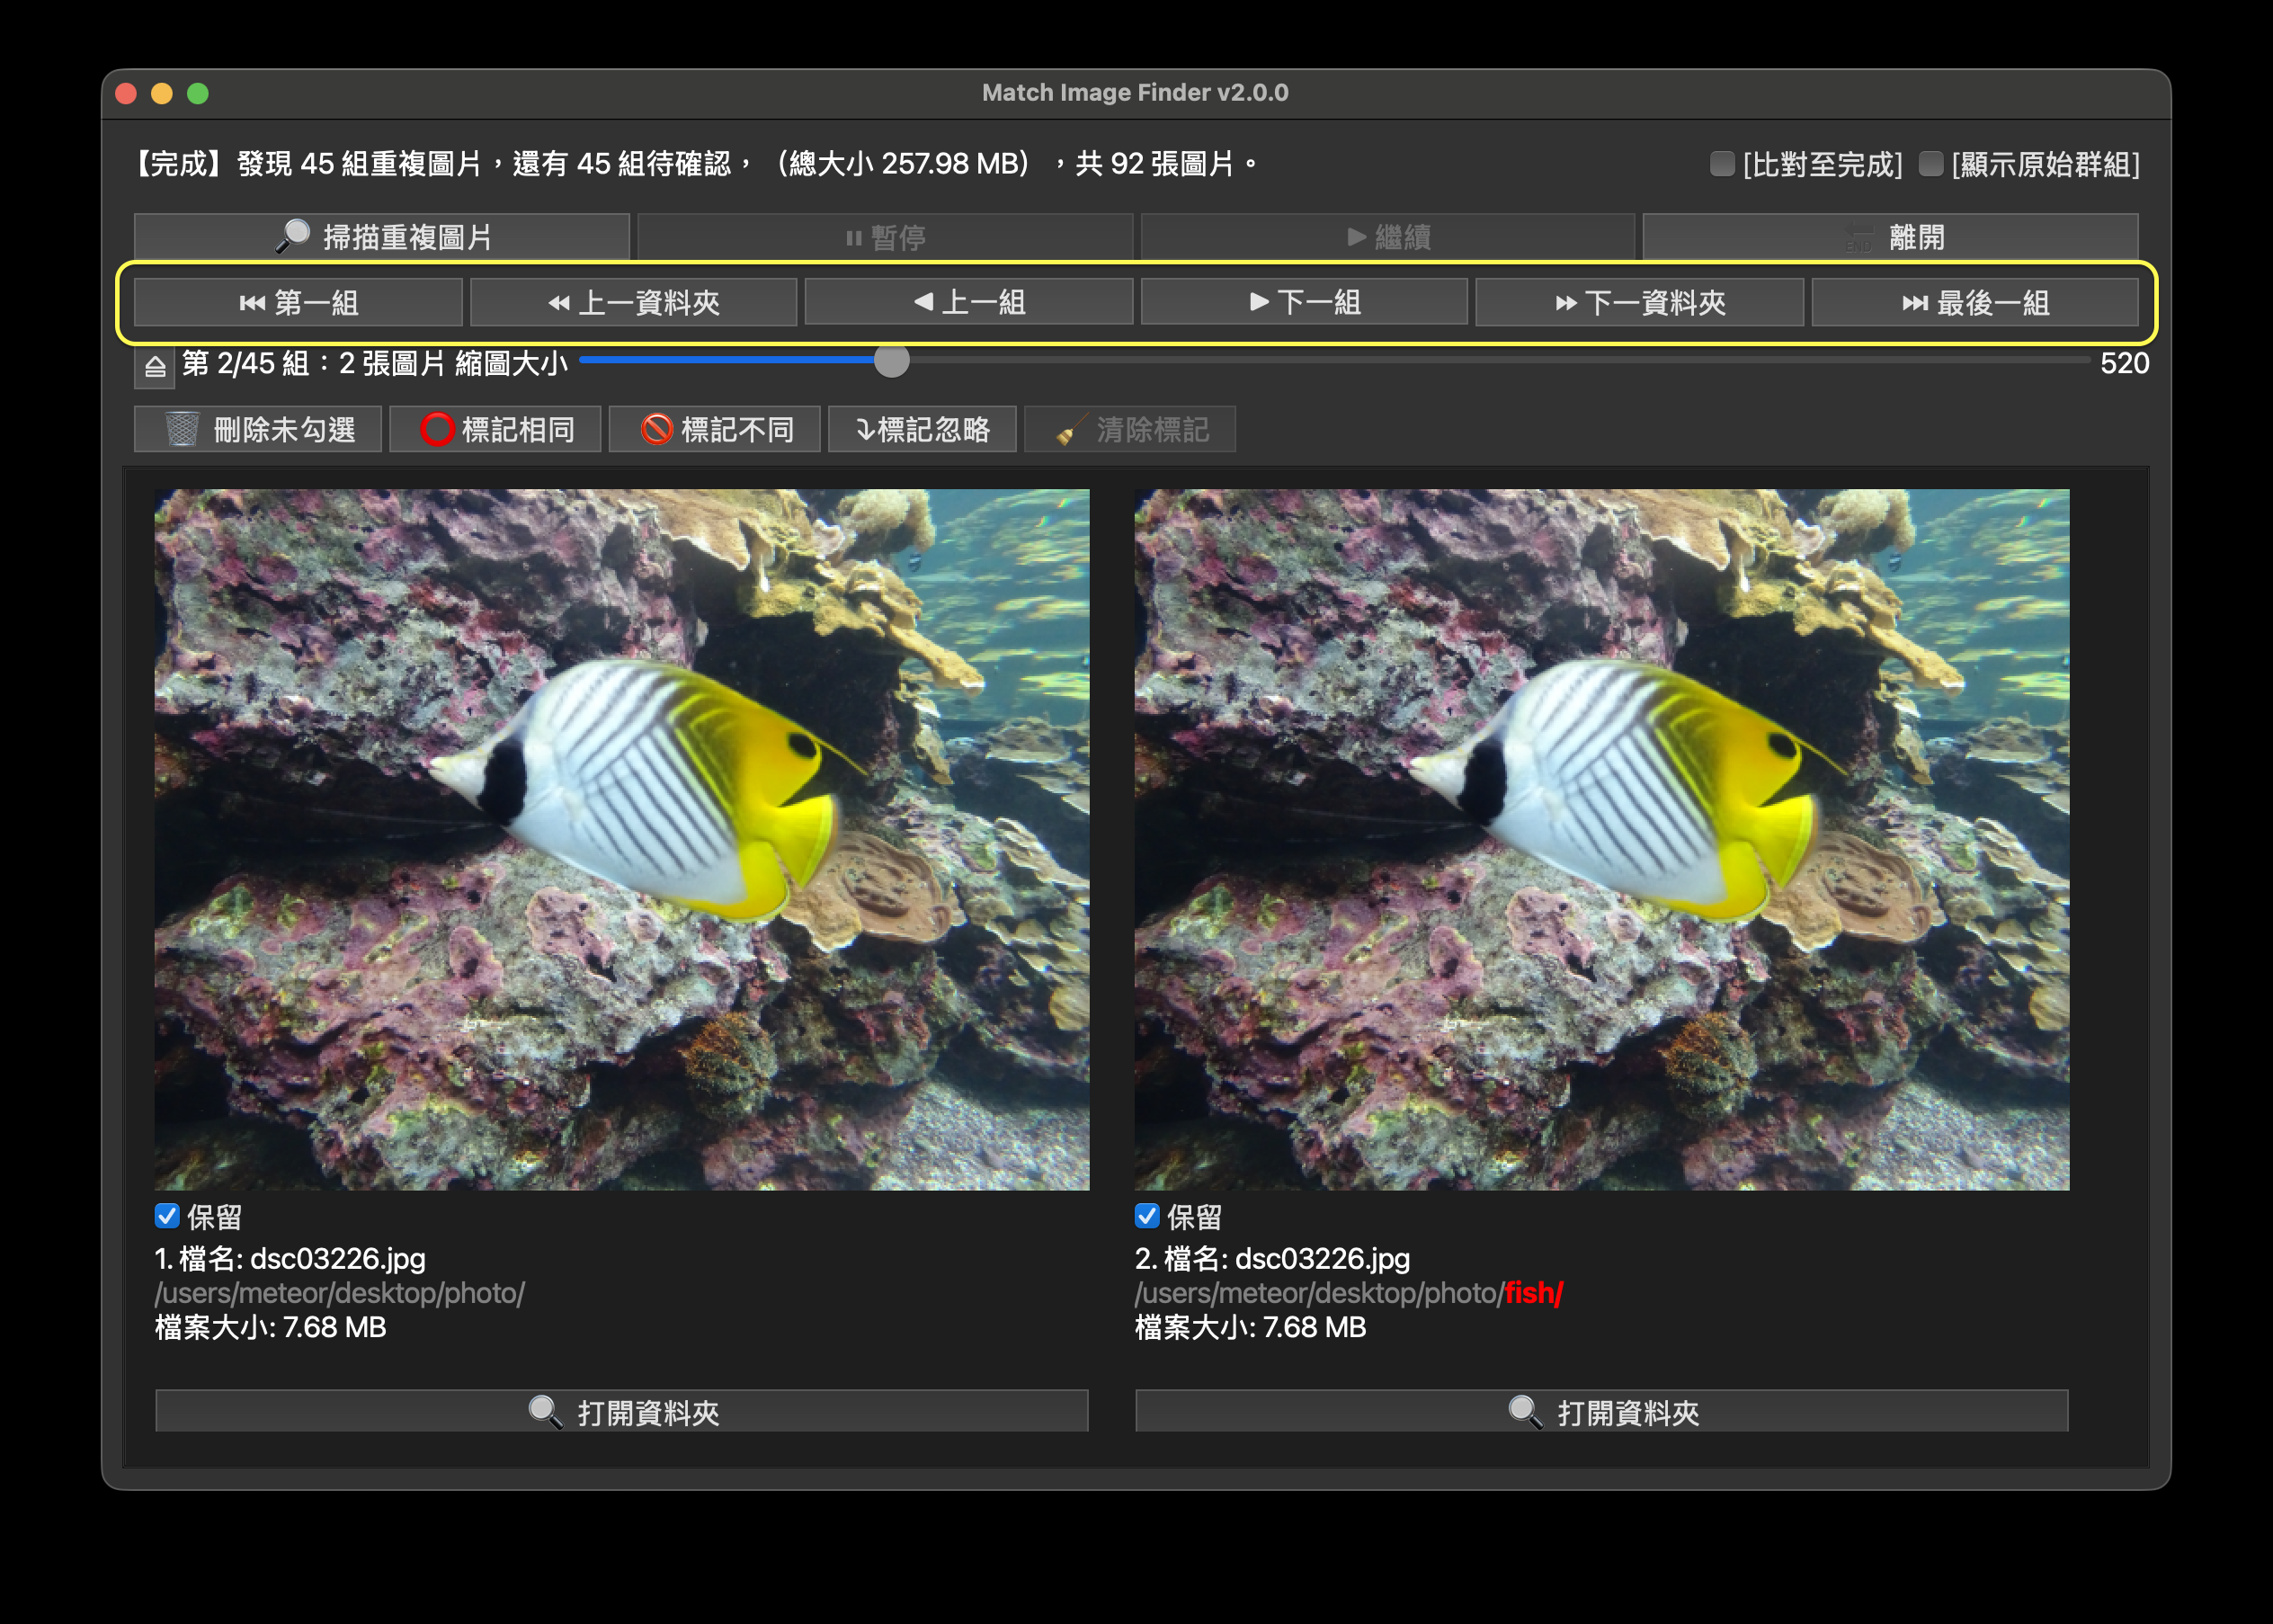 Match Image Finder v2.0.0
【完成】發現 45 組重複圖片，還有 45 組待確認，（總大小 257.98 MB），共 92 張圖片。 [比對至完成] [顯示原始群組]
掃描重複圖片 暫停 繼續 END 離開
第一組 上一資料夾 上一組 下一組 下一資料夾 最後一組
第 2/45 組：2 張圖片 縮圖大小 520
刪除未勾選 標記相同 標記不同 標記忽略 清除標記
保留 保留
1. 檔名: dsc03226.jpg 2. 檔名: dsc03226.jpg
/users/meteor/desktop/photo/ /users/meteor/desktop/photo/fish/
檔案大小: 7.68 MB 檔案大小: 7.68 MB
打開資料夾 打開資料夾